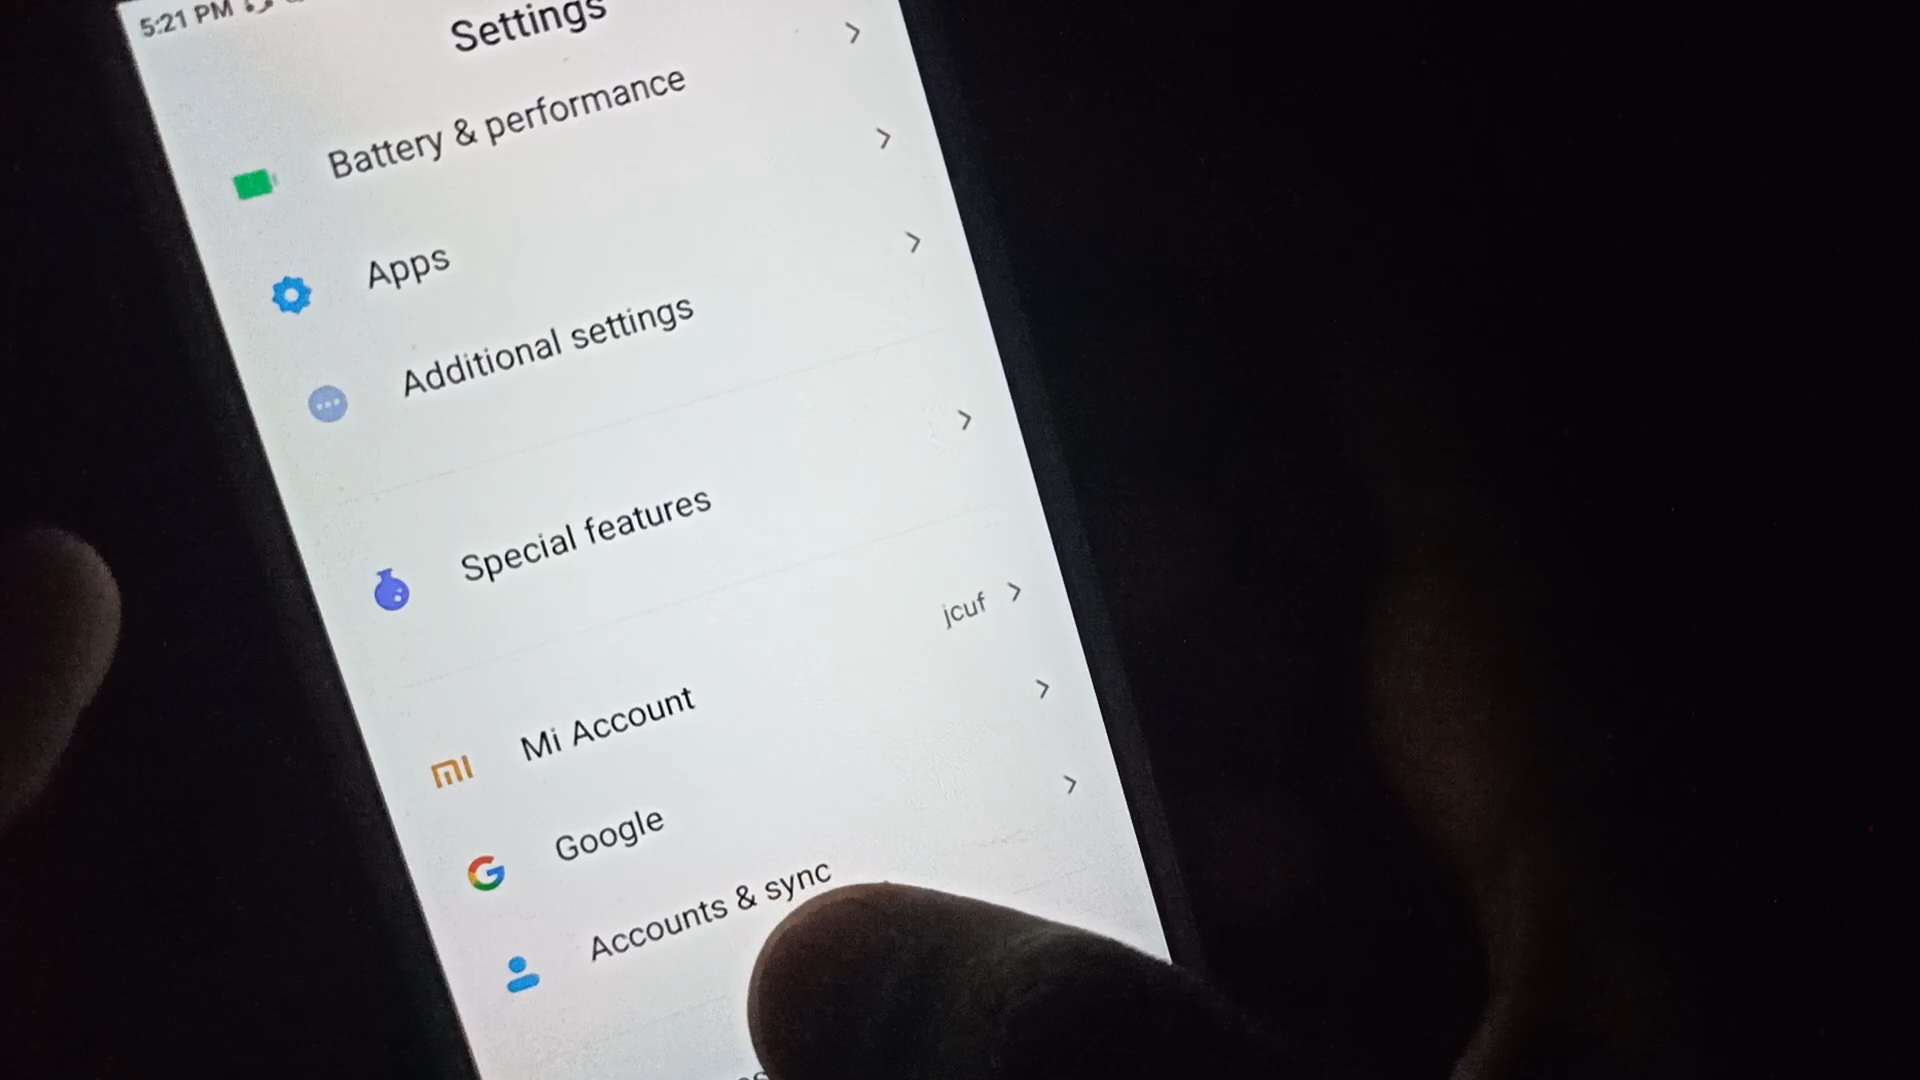 5:21 PM
Settings
Battery & performance
Apps
Additional settings
Special features
jcuf
Mi Account
Google
Accounts & sync